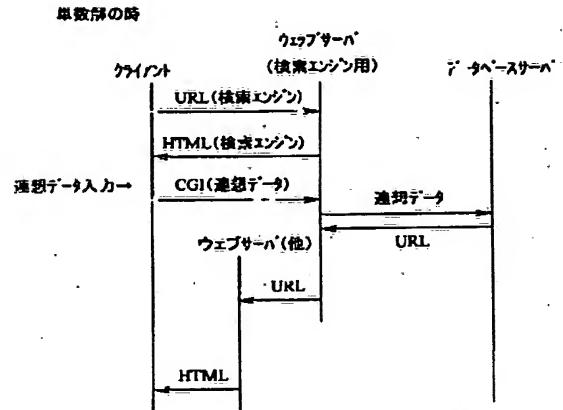 単数部の時
ウェッブサーバ
(検索エンジン用)
クライアント
データベースサーバ
URL(検索エンジン)
HTML(検索エンジン)
連想データ入力→
CGI(連想データ)
連想データ
URL
ウェブサーバ(他)
URL
HTML